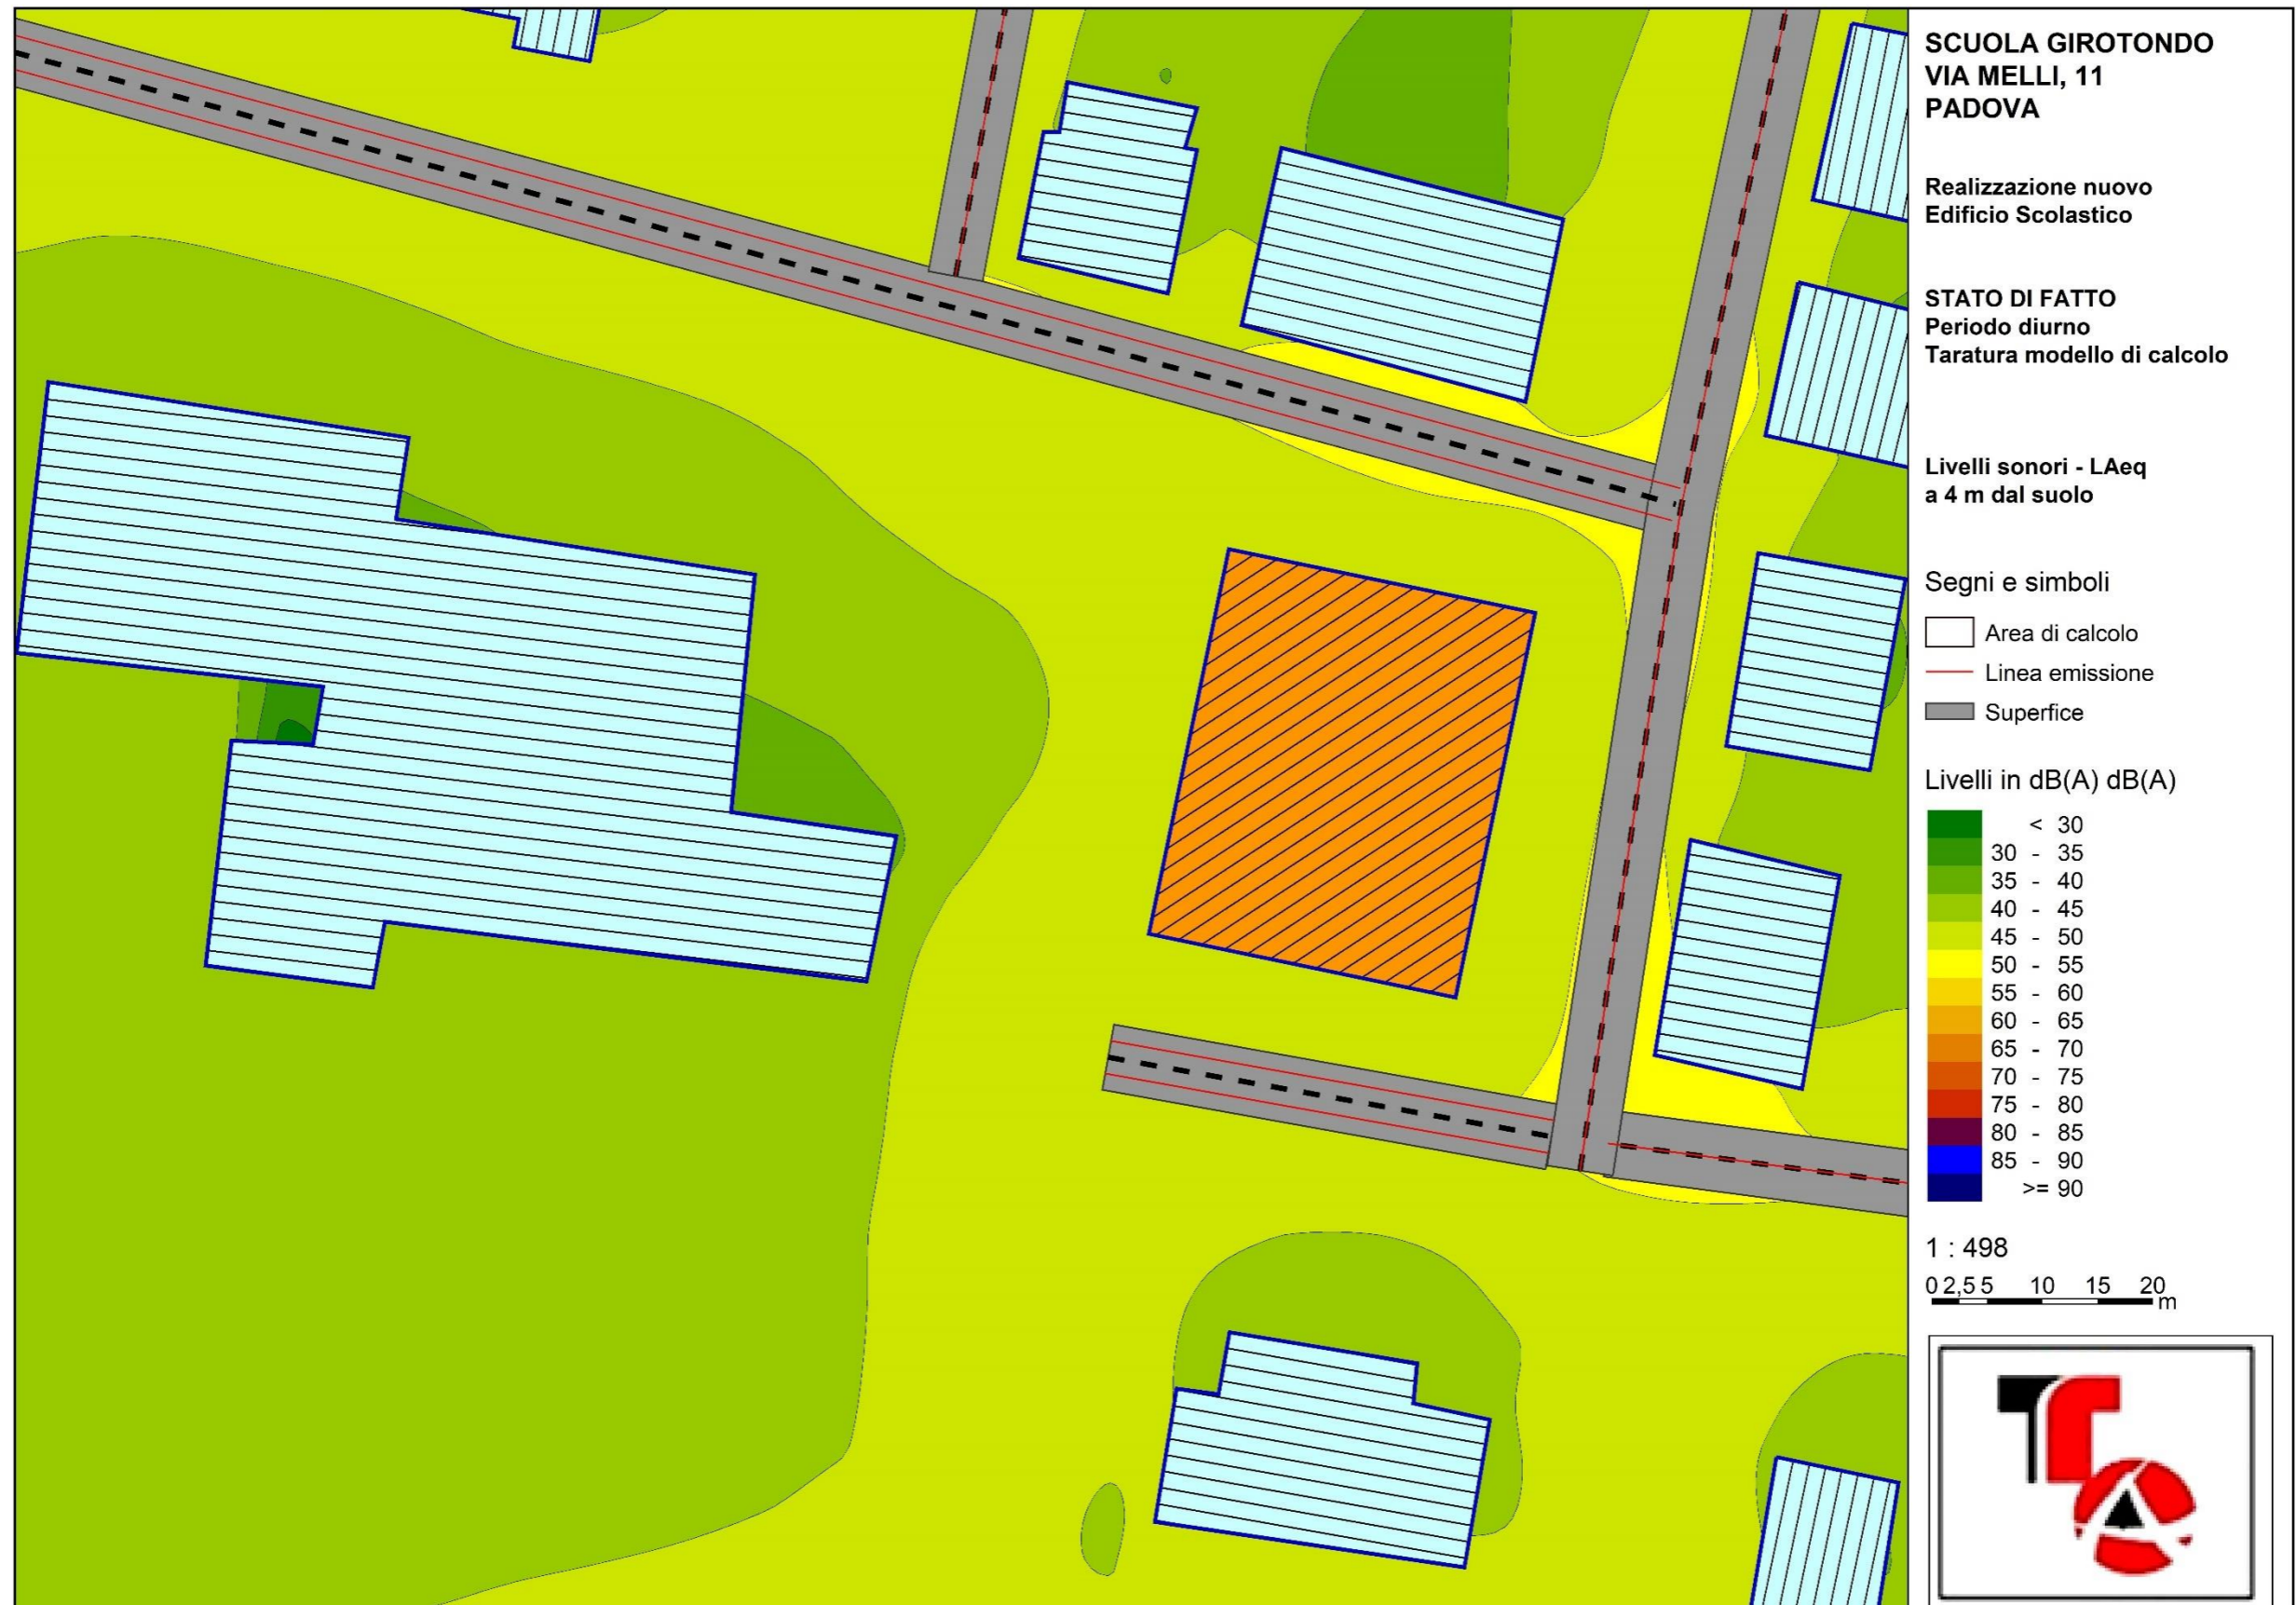 SCUOLA GIROTONDO
VIA MELLI, 11
PADOVA
Realizzazione nuovo
Edificio Scolastico
STATO DI FATTO
Periodo diurno
Taratura modello di calcolo
Livelli sonori - LAeq
a 4 m dal suolo
Segni e simboli
Area di calcolo
Linea emissione
Superfice
Livelli in dB(A) dB(A)
< 30
30 - 35
35 - 40
40 - 45
45 - 50
50 - 55
55 - 60
60 - 65
65 - 70
70 - 75
75 - 80
80 - 85
85 - 90
>= 90
1 : 498
0 2,5 5 10 15 20
m